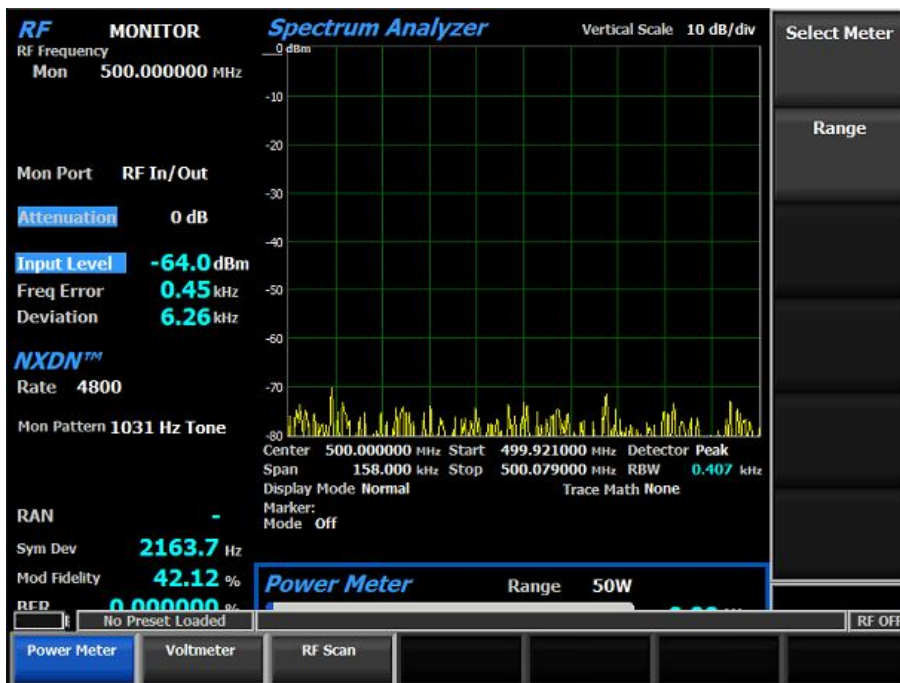 RF MONITOR
RF Frequency
Mon 500.000000 MHz
Mon Port RF In/Out
Attenuation 0 dB
Input Level -64.0 dBm
Freq Error 0.45 kHz
Deviation 6.26 kHz
NXDN™
Rate 4800
Mon Pattern 1031 Hz Tone
RAN -
Sym Dev 2163.7 Hz
Mod Fidelity 42.12 %
BER 0.000000 %
Spectrum Analyzer Vertical Scale 10 dB/div
0 dBm
-10
-20
-30
-40
-50
-60
-70
-80
Center 500.000000 MHz Start 499.921000 MHz Detector Peak
Span 158.000 kHz Stop 500.079000 MHz RBW 0.407 kHz
Display Mode Normal Trace Math None
Marker:
Mode Off
Power Meter Range 50W
Select Meter
Range
No Preset Loaded
RF OFF
Power Meter Voltmeter RF Scan